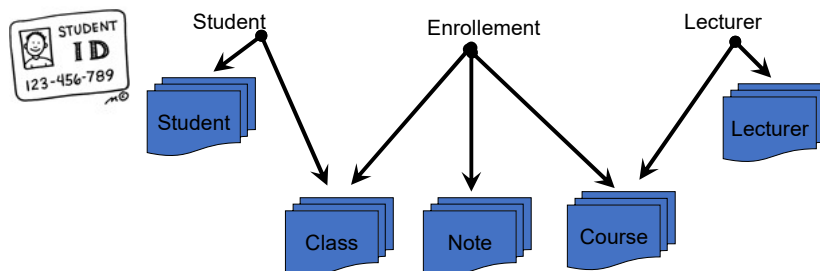 Student
Enrollement
Lecturer
STUDENT
ID
123-456-789
Student
Lecturer
Class
Note
Course